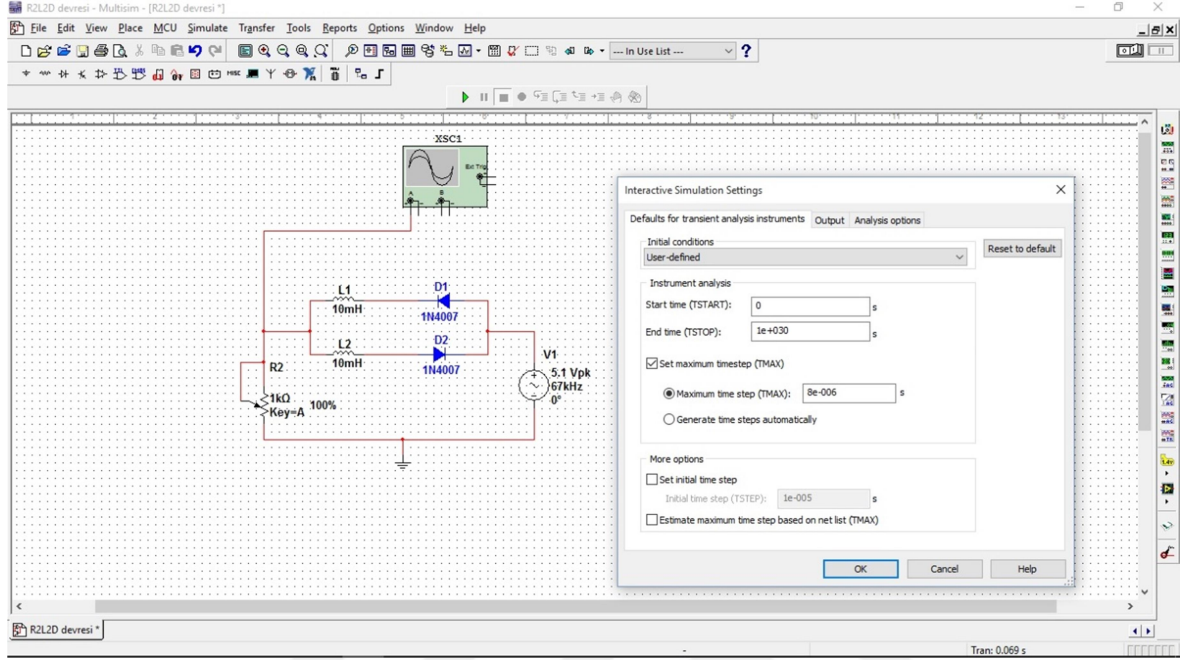 R2L2D devresi - Multisim - [R2L2D devresi *]
File Edit View Place MCU Simulate Transfer Tools Reports Options Window Help
--- In Use List ---
XSC1
Ext Trig
A B
L1
10mH
D1
1N4007
L2
10mH
D2
1N4007
R2
1kΩ
Key=A
100%
V1
5.1 Vpk
67kHz
0°
Interactive Simulation Settings
Defaults for transient analysis instruments Output Analysis options
Initial conditions
User-defined
Reset to default
Instrument analysis
Start time (TSTART): 0 s
End time (TSTOP): 1e+030 s
Set maximum timestep (TMAX)
Maximum time step (TMAX): 8e-006 s
Generate time steps automatically
More options
Set initial time step
Initial time step (TSTEP): 1e-005 s
Estimate maximum time step based on net list (TMAX)
OK Cancel Help
R2L2D devresi *
- Tran: 0.069 s